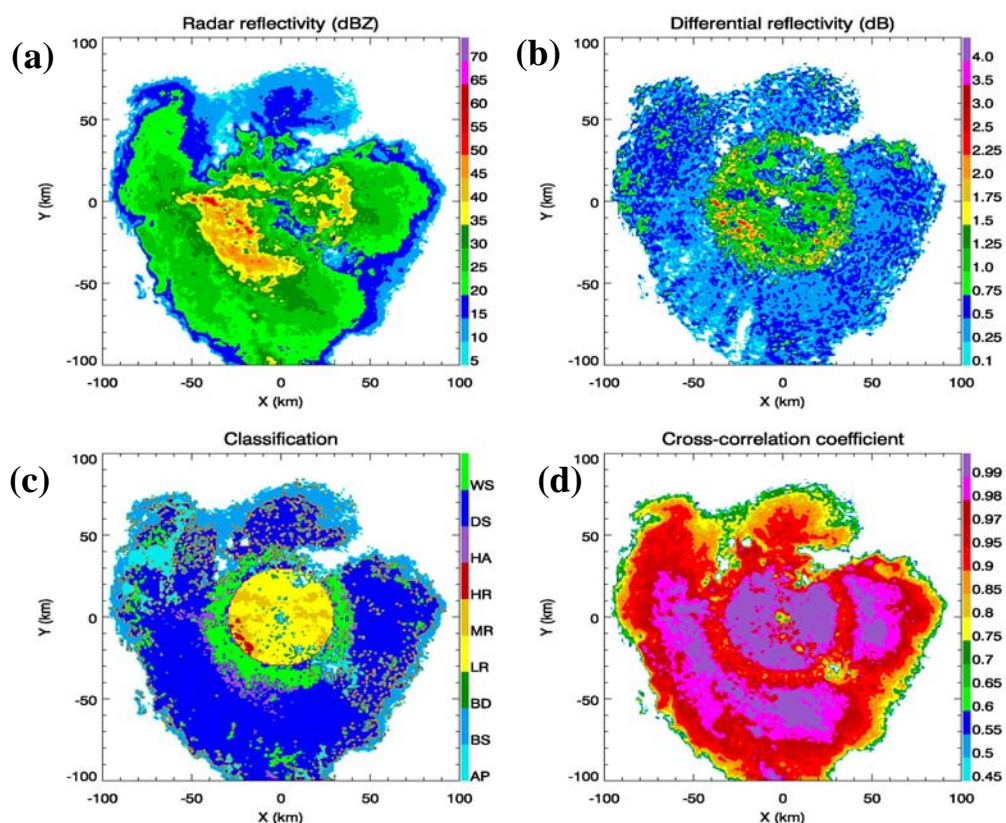 Radar reflectivity (dBZ)
(a)
100
50
0
-50
-100
Y (km)
-100 -50 0 50 100
X (km)
70
65
60
55
50
45
40
35
30
25
20
15
10
5
Differential reflectivity (dB)
(b)
100
50
0
-50
-100
Y (km)
-100 -50 0 50 100
X (km)
4.0
3.5
3.0
2.5
2.25
2.0
1.75
1.5
1.25
1.0
0.75
0.5
0.25
0.1
Classification
(c)
100
50
0
-50
-100
Y (km)
-100 -50 0 50 100
X (km)
WS
DS
HA
HR
MR
LR
BD
BS
AP
Cross-correlation coefficient
(d)
100
50
0
-50
-100
Y (km)
-100 -50 0 50 100
X (km)
0.99
0.98
0.97
0.95
0.9
0.85
0.8
0.75
0.7
0.65
0.6
0.55
0.5
0.45